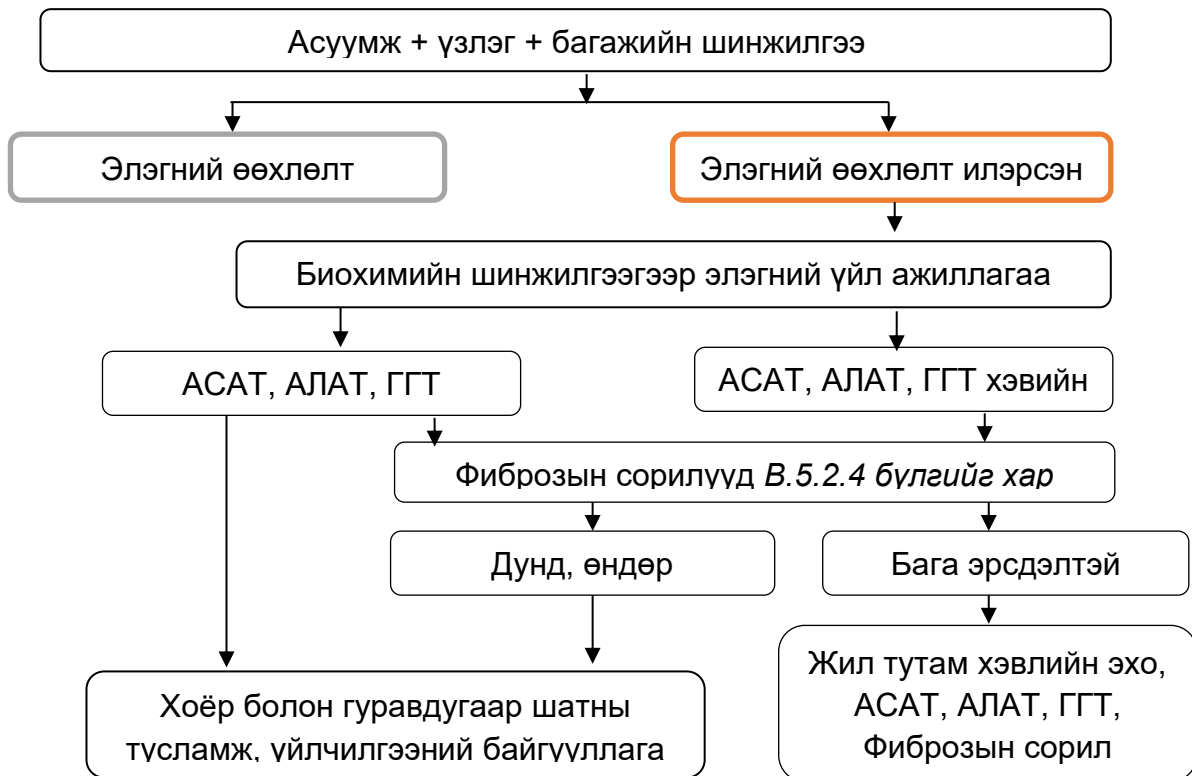 Асуумж + үзлэг + багажийн шинжилгээ
Элэгний өөхлөлт
Элэгний өөхлөлт илэрсэн
Биохимийн шинжилгээгээр элэгний үйл ажиллагаа
АСАТ, АЛАТ, ГГТ
АСАТ, АЛАТ, ГГТ хэвийн
Фиброзын сорилууд В.5.2.4 бүлгийг хар
Дунд, өндөр
Бага эрсдэлтэй
Хоёр болон гуравдугаар шатны
тусламж, үйлчилгээний байгууллага
Жил тутам хэвлийн эхо,
АСАТ, АЛАТ, ГГТ,
Фиброзын сорил